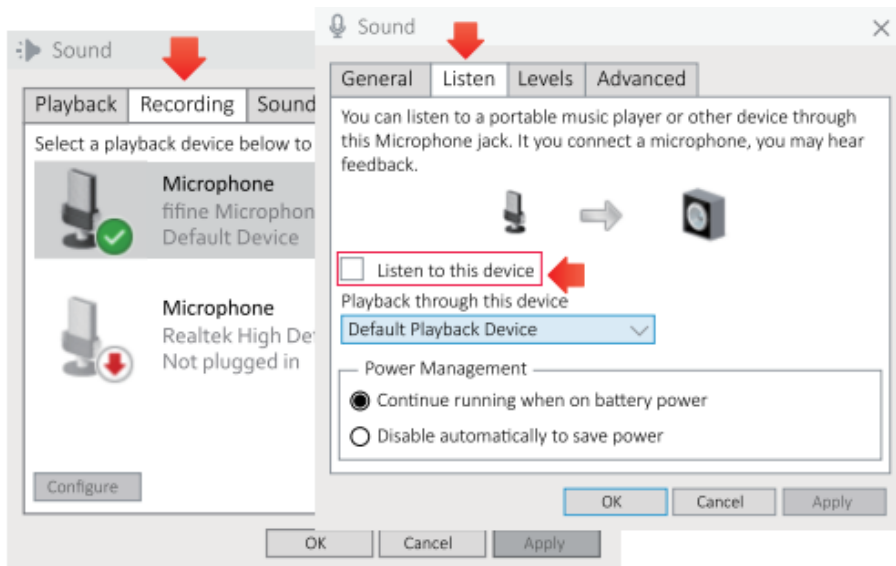 Sound
Playback
Recording
Sound
Select a playback device below to
Microphone
fifine Microphon
Default Device
Microphone
Realtek High De
Not plugged in
Configure
OK
Cancel
Apply
Sound
General
Listen
Levels
Advanced
You can listen to a portable music player or other device through
this Microphone jack. It you connect a microphone, you may hear
feedback.
Listen to this device
Playback through this device
Default Playback Device
Power Management
Continue running when on battery power
Disable automatically to save power
OK
Cancel
Apply